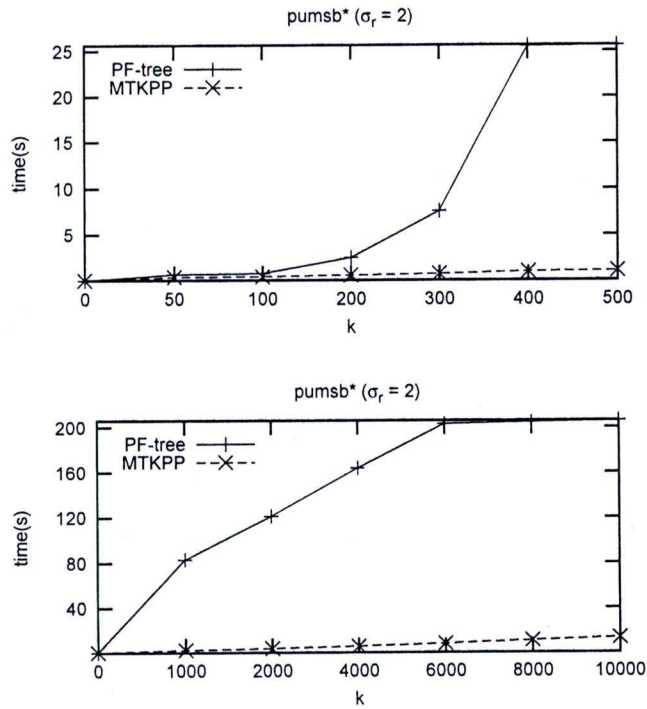 pumsb* (σr = 2)
25
20
15
10
5
time(s)
PF-tree
MTKPP
0 50 100 200 300 400 500
k
pumsb* (σr = 2)
200
160
120
80
40
time(s)
PF-tree
MTKPP
0 1000 2000 4000 6000 8000 10000
k